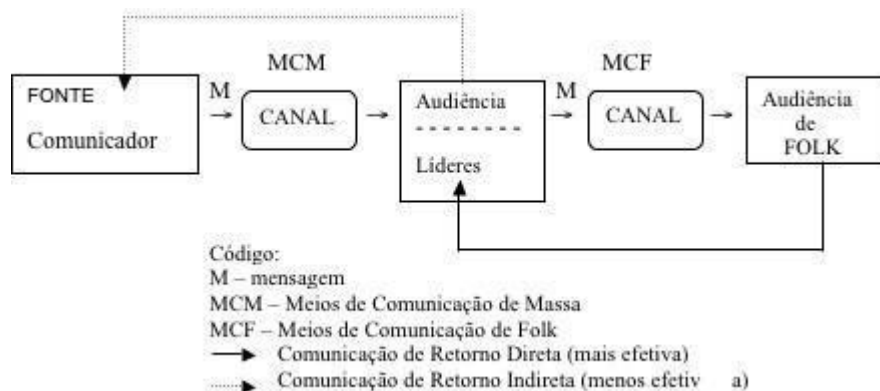 MCM
MCF
FONTE
Comunicador
M
CANAL
Audiência
Líderes
M
CANAL
Audiência
de
FOLK
Código:
M – mensagem
MCM – Meios de Comunicação de Massa
MCF – Meios de Comunicação de Folk
Comunicação de Retorno Direta (mais efetiva)
Comunicação de Retorno Indireta (menos efetiv a)